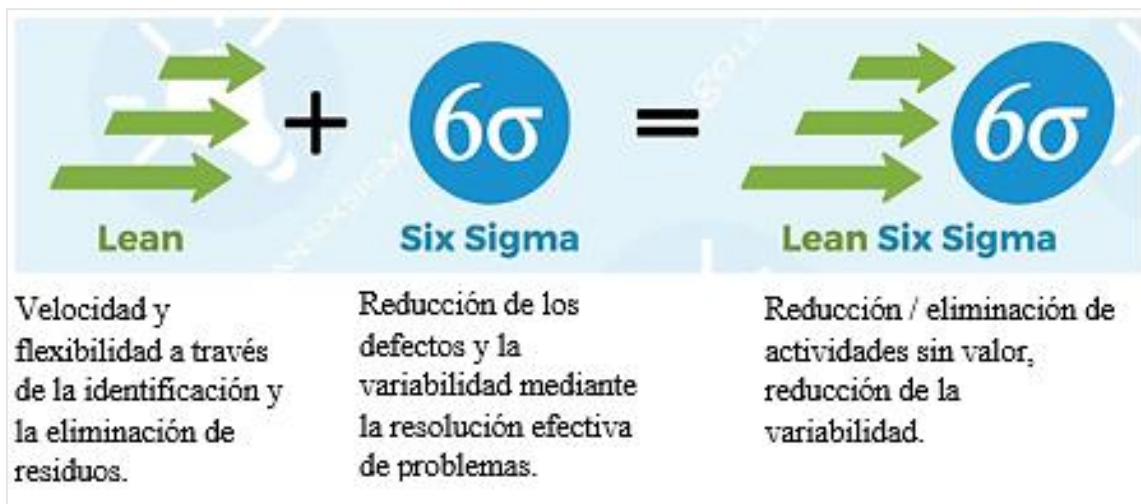 +
6σ
=
6σ
Lean
Six Sigma
Lean Six Sigma
Velocidad y
flexibilidad a través
de la identificación y
la eliminación de
residuos.
Reducción de los
defectos y la
variabilidad mediante
la resolución efectiva
de problemas.
Reducción / eliminación de
actividades sin valor,
reducción de la
variabilidad.